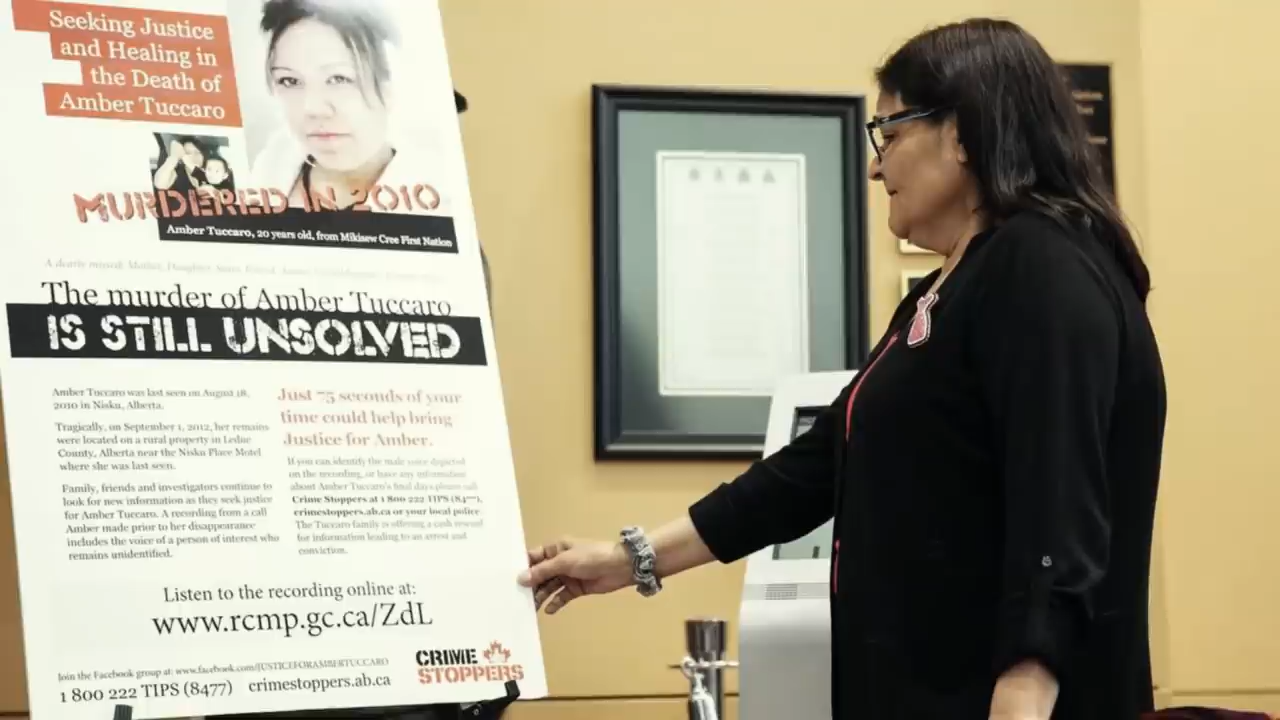 Seeking Justice
and Healing in
the Death of
Amber Tuccaro
MURDERED IN 2010
Amber Tuccaro, 20 years old, from Mikisew Cree First Nation
A dearly missed: Mother, Daughter, Sister, Friend,
The murder of Amber Tuccaro
IS STILL UNSOLVED
Amber Tuccaro was last seen on August 18,
2010 in Nisku, Alberta.
Tragically, on September 1, 2012, her remains
were located on a rural property in Leduc
County, Alberta near the Nisku Place Motel
where she was last seen.
Family, friends and investigators continue to
look for new information as they seek justice
for Amber Tuccaro. A recording from a call
Amber made prior to her disappearance
includes the voice of a person of interest who
remains unidentified.
Just 75 seconds of your
time could help bring
Justice for Amber.
If you can identify the male voice depicted
on the recording, or have any information
about Amber Tuccaro's final days please call
Crime Stoppers at 1 800 222 TIPS
crimestoppers.ab.ca or your local police.
The Tuccaro family is offering a cash reward
for information leading to an arrest and
conviction.
Listen to the recording online at:
www.rcmp.gc.ca/ZdL
Join the Facebook group at: www.facebook.com/JUSTICEFORAMBERTUCCARO
1 800 222 TIPS (8477) crimestoppers.ab.ca
CRIME
STOPPERS